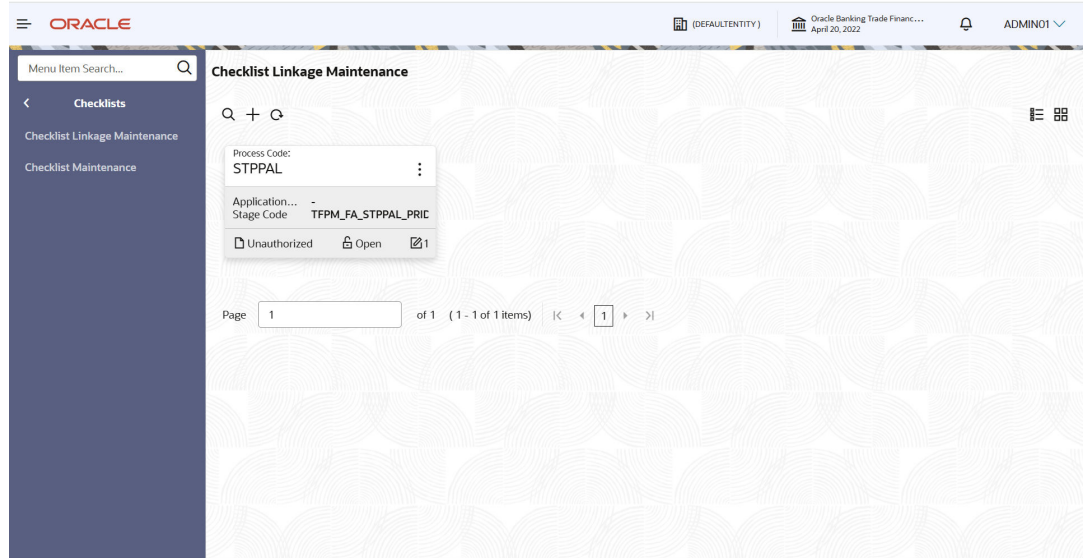 ORACLE
(DEFAULTENTITY)
Oracle Banking Trade Financ...
April 20, 2022
ADMIN01
Menu Item Search...
Checklists
Checklist Linkage Maintenance
Checklist Maintenance
Checklist Linkage Maintenance
Process Code:
STPPAL
Application... -
Stage Code TFPM_FA_STPPAL_PRID
Unauthorized Open 1
Page 1 of 1 (1 - 1 of 1 items) 1